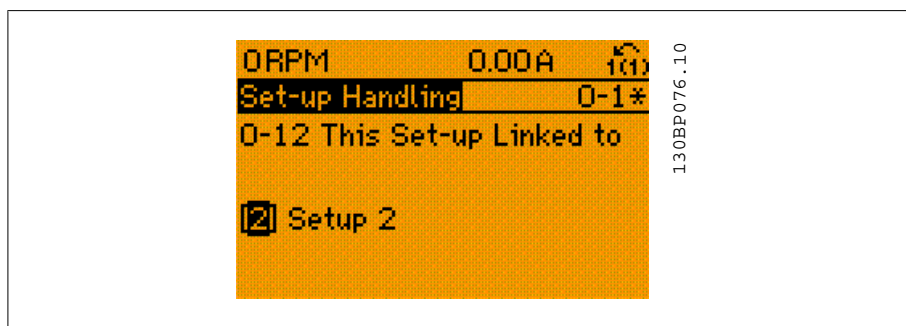 0RPM 0.00A 1(1)
Set-up Handling 0-1*
0-12 This Set-up Linked to
[2] Setup 2
130BP076.10